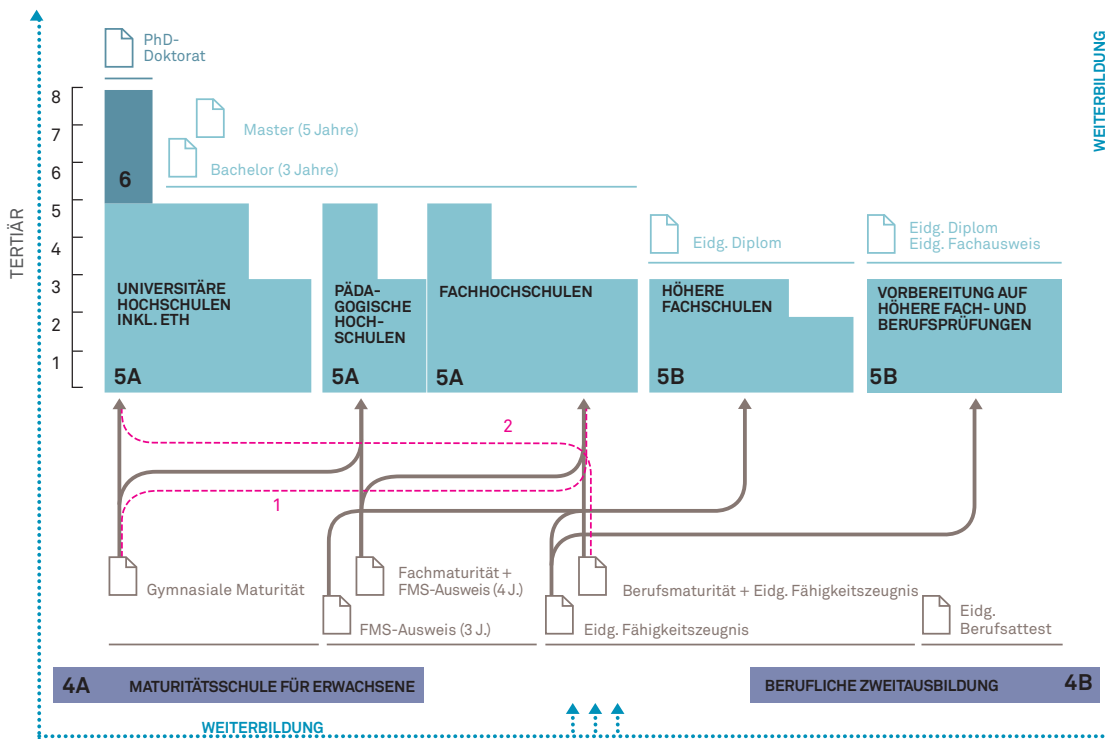 PhD-
Doktorat
WEITERBILDUNG
8
7
6
5
4
3
2
1
TERTIÄR
Master (5 Jahre)
Bachelor (3 Jahre)
6
Eidg. Diplom
Eidg. Diplom
Eidg. Fachausweis
UNIVERSITÄRE
HOCHSCHULEN
INKL. ETH
5A
PÄDA-
GOGISCHE
HOCH-
SCHULEN
5A
FACHHOCHSCHULEN
5A
HÖHERE
FACHSCHULEN
5B
VORBEREITUNG AUF
HÖHERE FACH- UND
BERUFSPRÜFUNGEN
5B
2
1
Gymnasiale Maturität
Fachmaturität +
FMS-Ausweis (4 J.)
Berufsmaturität + Eidg. Fähigkeitszeugnis
FMS-Ausweis (3 J.)
Eidg. Fähigkeitszeugnis
Eidg.
Berufsattest
4A MATURITÄTSSCHULE FÜR ERWACHSENE
BERUFLICHE ZWEITAUSBILDUNG 4B
WEITERBILDUNG